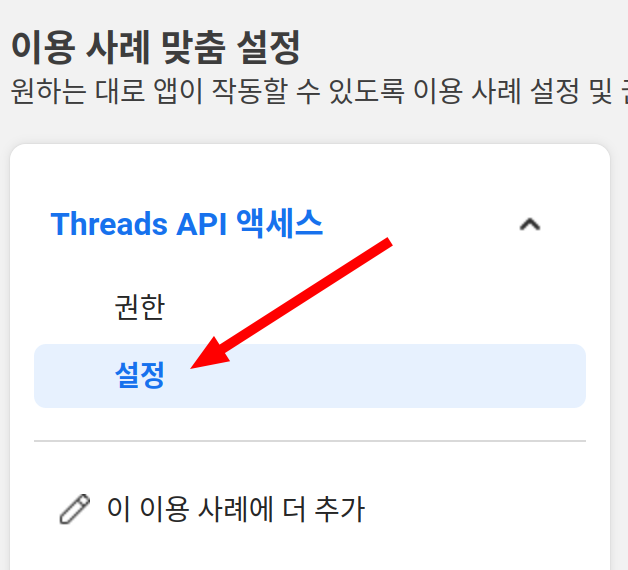 이용 사례 맞춤 설정
원하는 대로 앱이 작동할 수 있도록 이용 사례 설정 및
Threads API 액세스
권한
설정
이 이용 사례에 더 추가